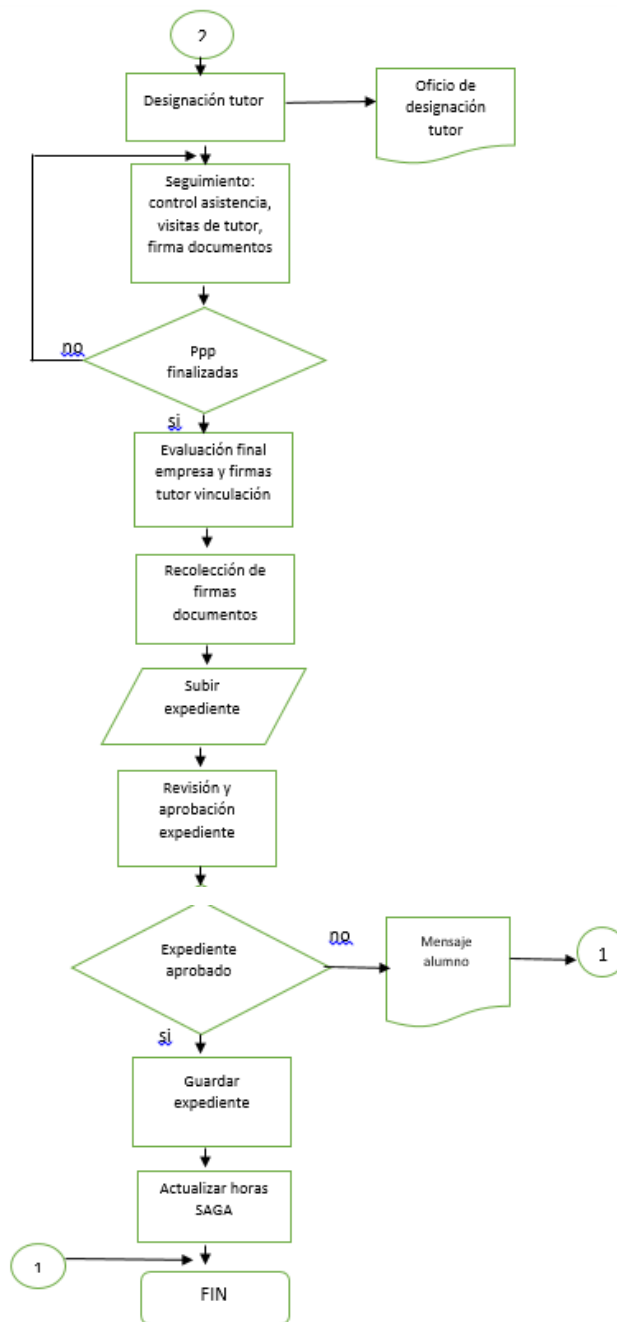 2
Designación tutor
Oficio de
designación
tutor
Seguimiento:
control asistencia,
visitas de tutor,
firma documentos
no
Ppp
finalizadas
si
Evaluación final
empresa y firmas
tutor vinculación
Recolección de
firmas
documentos
Subir
expediente
Revisión y
aprobación
expediente
Expediente
aprobado
no
Mensaje
alumno
1
si
Guardar
expediente
Actualizar horas
SAGA
1
FIN